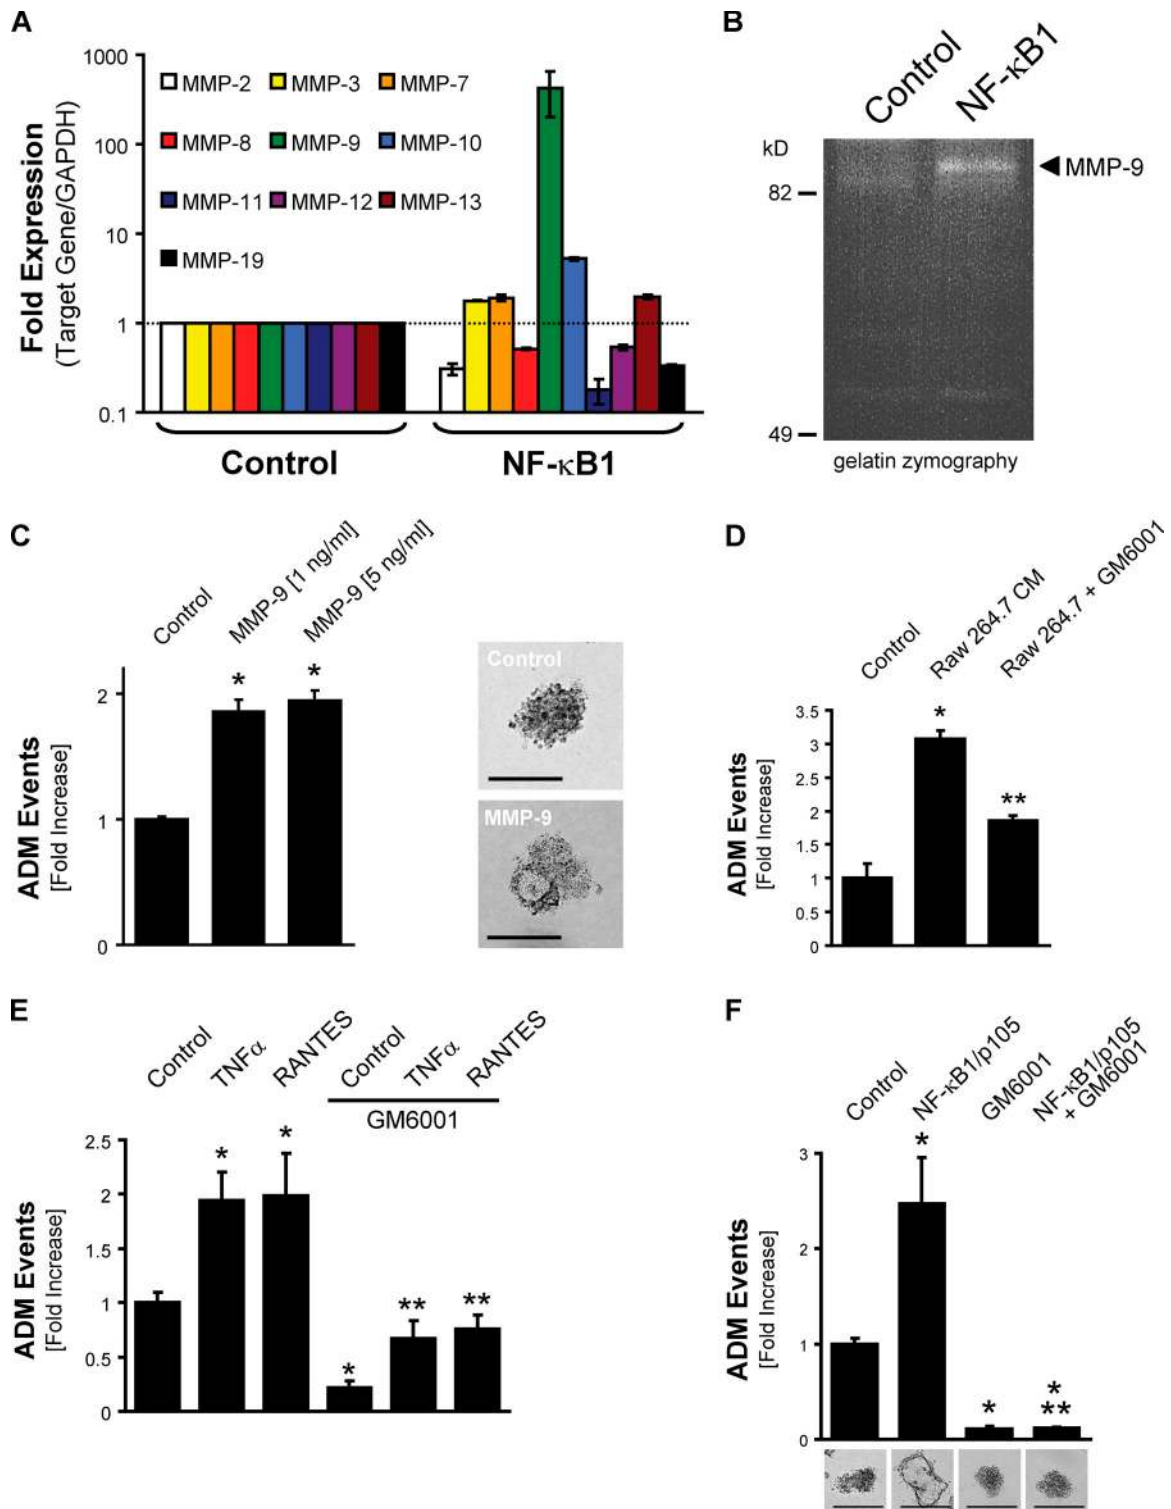 A
Fold Expression
(Target Gene/GAPDH)
1000
100
10
1
0.1
MMP-2 MMP-3 MMP-7
MMP-8 MMP-9 MMP-10
MMP-11 MMP-12 MMP-13
MMP-19
Control NF-κB1
B
Control NF-κB1
kD
82
49
MMP-9
gelatin zymography
C
Control
MMP-9 [1 ng/ml]
MMP-9 [5 ng/ml]
ADM Events
[Fold Increase]
2
1
0
* *
Control
MMP-9
D
Control
Raw 264.7 CM
Raw 264.7 + GM6001
ADM Events
[Fold Increase]
3.5
3
2.5
2
1.5
1
0.5
0
* **
E
Control
TNFα
RANTES
Control
TNFα
RANTES
GM6001
ADM Events
[Fold Increase]
2.5
2
1.5
1
0.5
0
* * * ** **
F
Control
NF-κB1/p105
GM6001
NF-κB1/p105
+ GM6001
ADM Events
[Fold Increase]
3
2
1
0
* * *
**